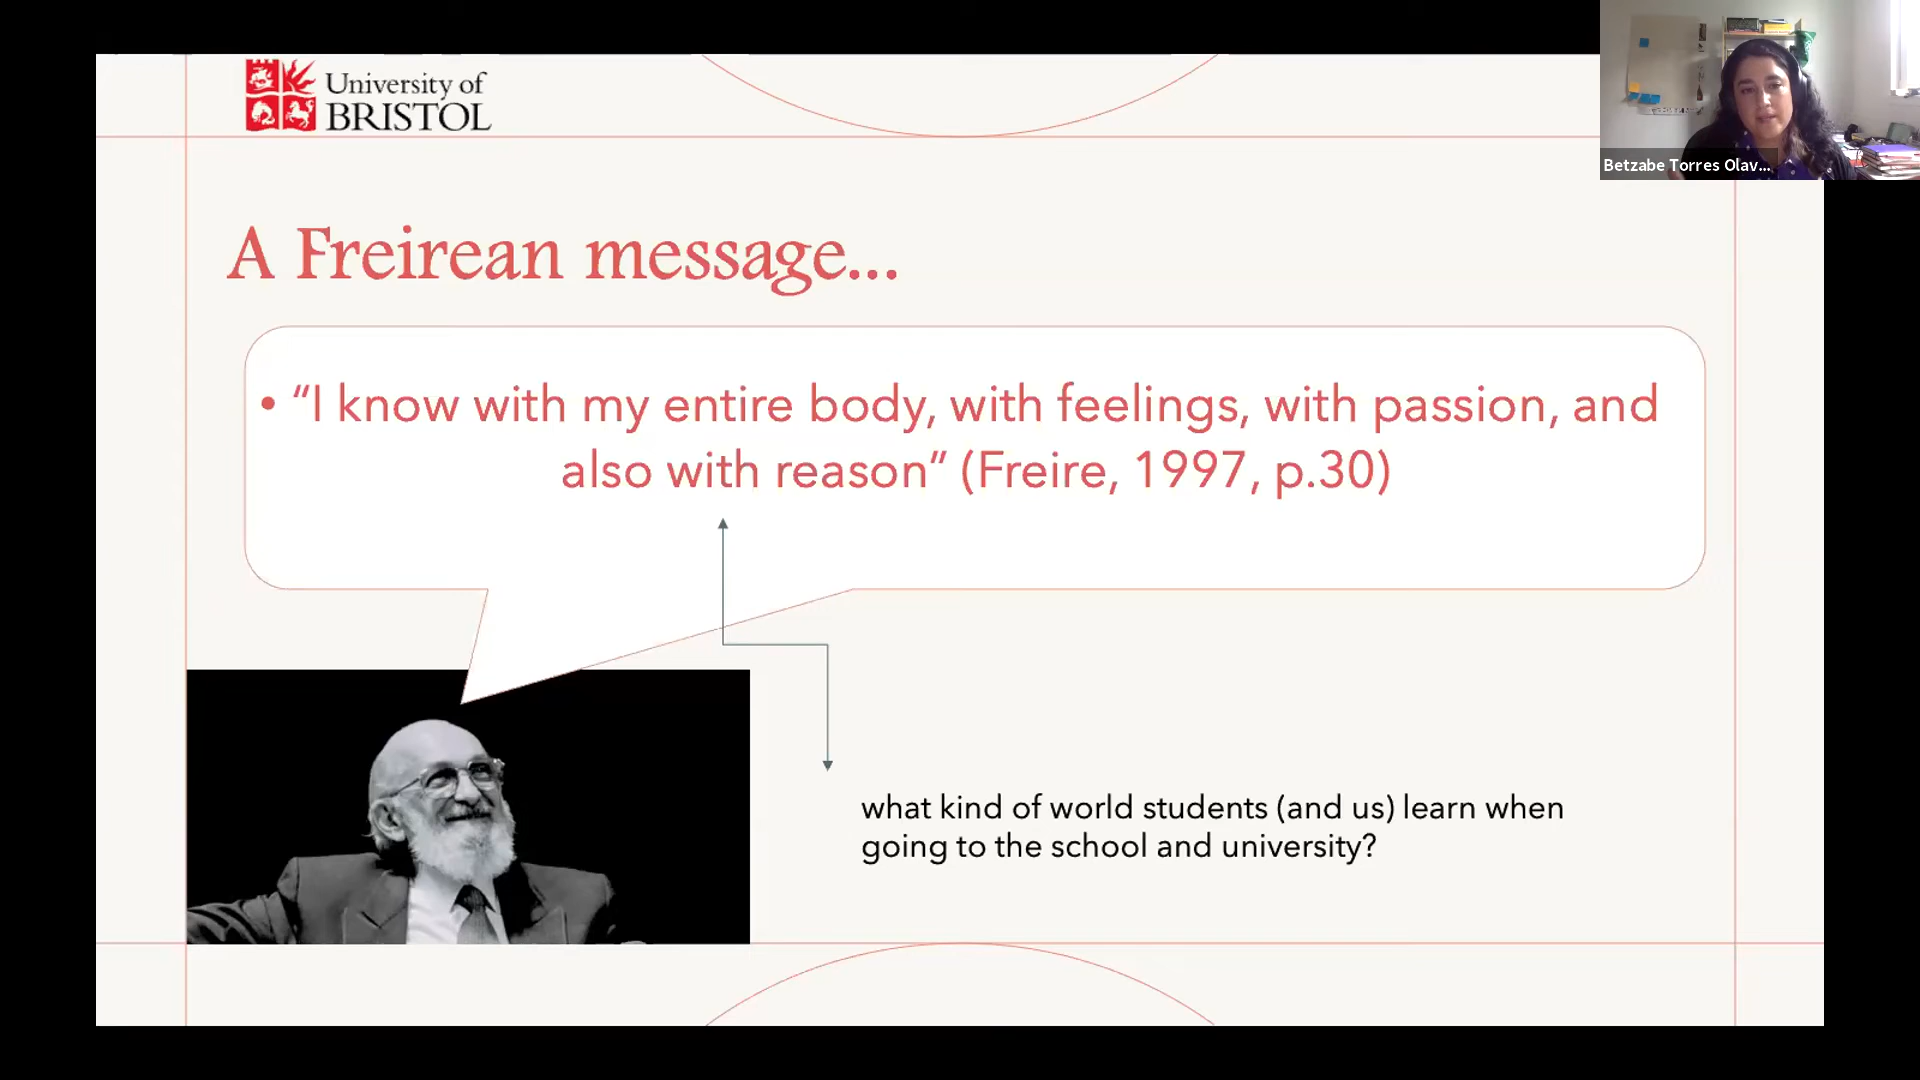 University of
BRISTOL
Betzabe Torres Olav...
A Freirean message...
• “I know with my entire body, with feelings, with passion, and
also with reason” (Freire, 1997, p.30)
what kind of world students (and us) learn when
going to the school and university?